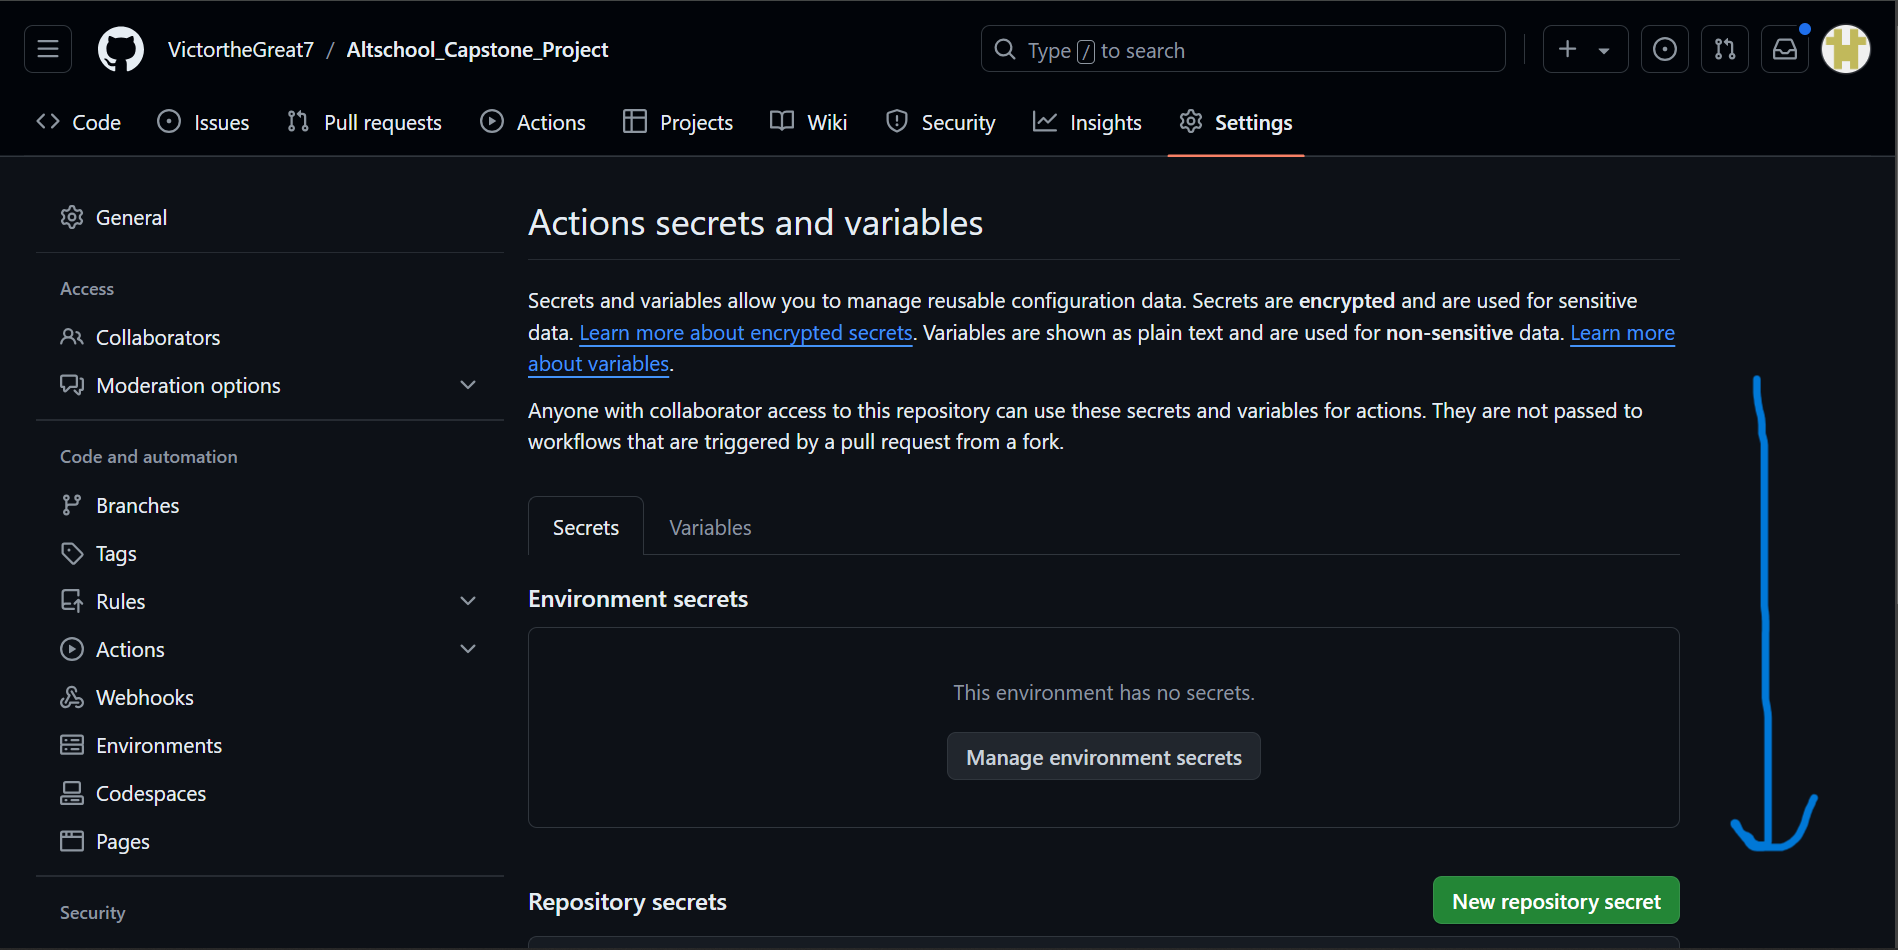 VictortheGreat7 / Altschool_Capstone_Project
Type / to search
Code Issues Pull requests Actions Projects Wiki Security Insights Settings
General
Access
Collaborators
Moderation options
Code and automation
Branches
Tags
Rules
Actions
Webhooks
Environments
Codespaces
Pages
Security
Actions secrets and variables
Secrets and variables allow you to manage reusable configuration data. Secrets are encrypted and are used for sensitive
data. Learn more about encrypted secrets. Variables are shown as plain text and are used for non-sensitive data. Learn more
about variables.
Anyone with collaborator access to this repository can use these secrets and variables for actions. They are not passed to
workflows that are triggered by a pull request from a fork.
Secrets Variables
Environment secrets
This environment has no secrets.
Manage environment secrets
Repository secrets
New repository secret